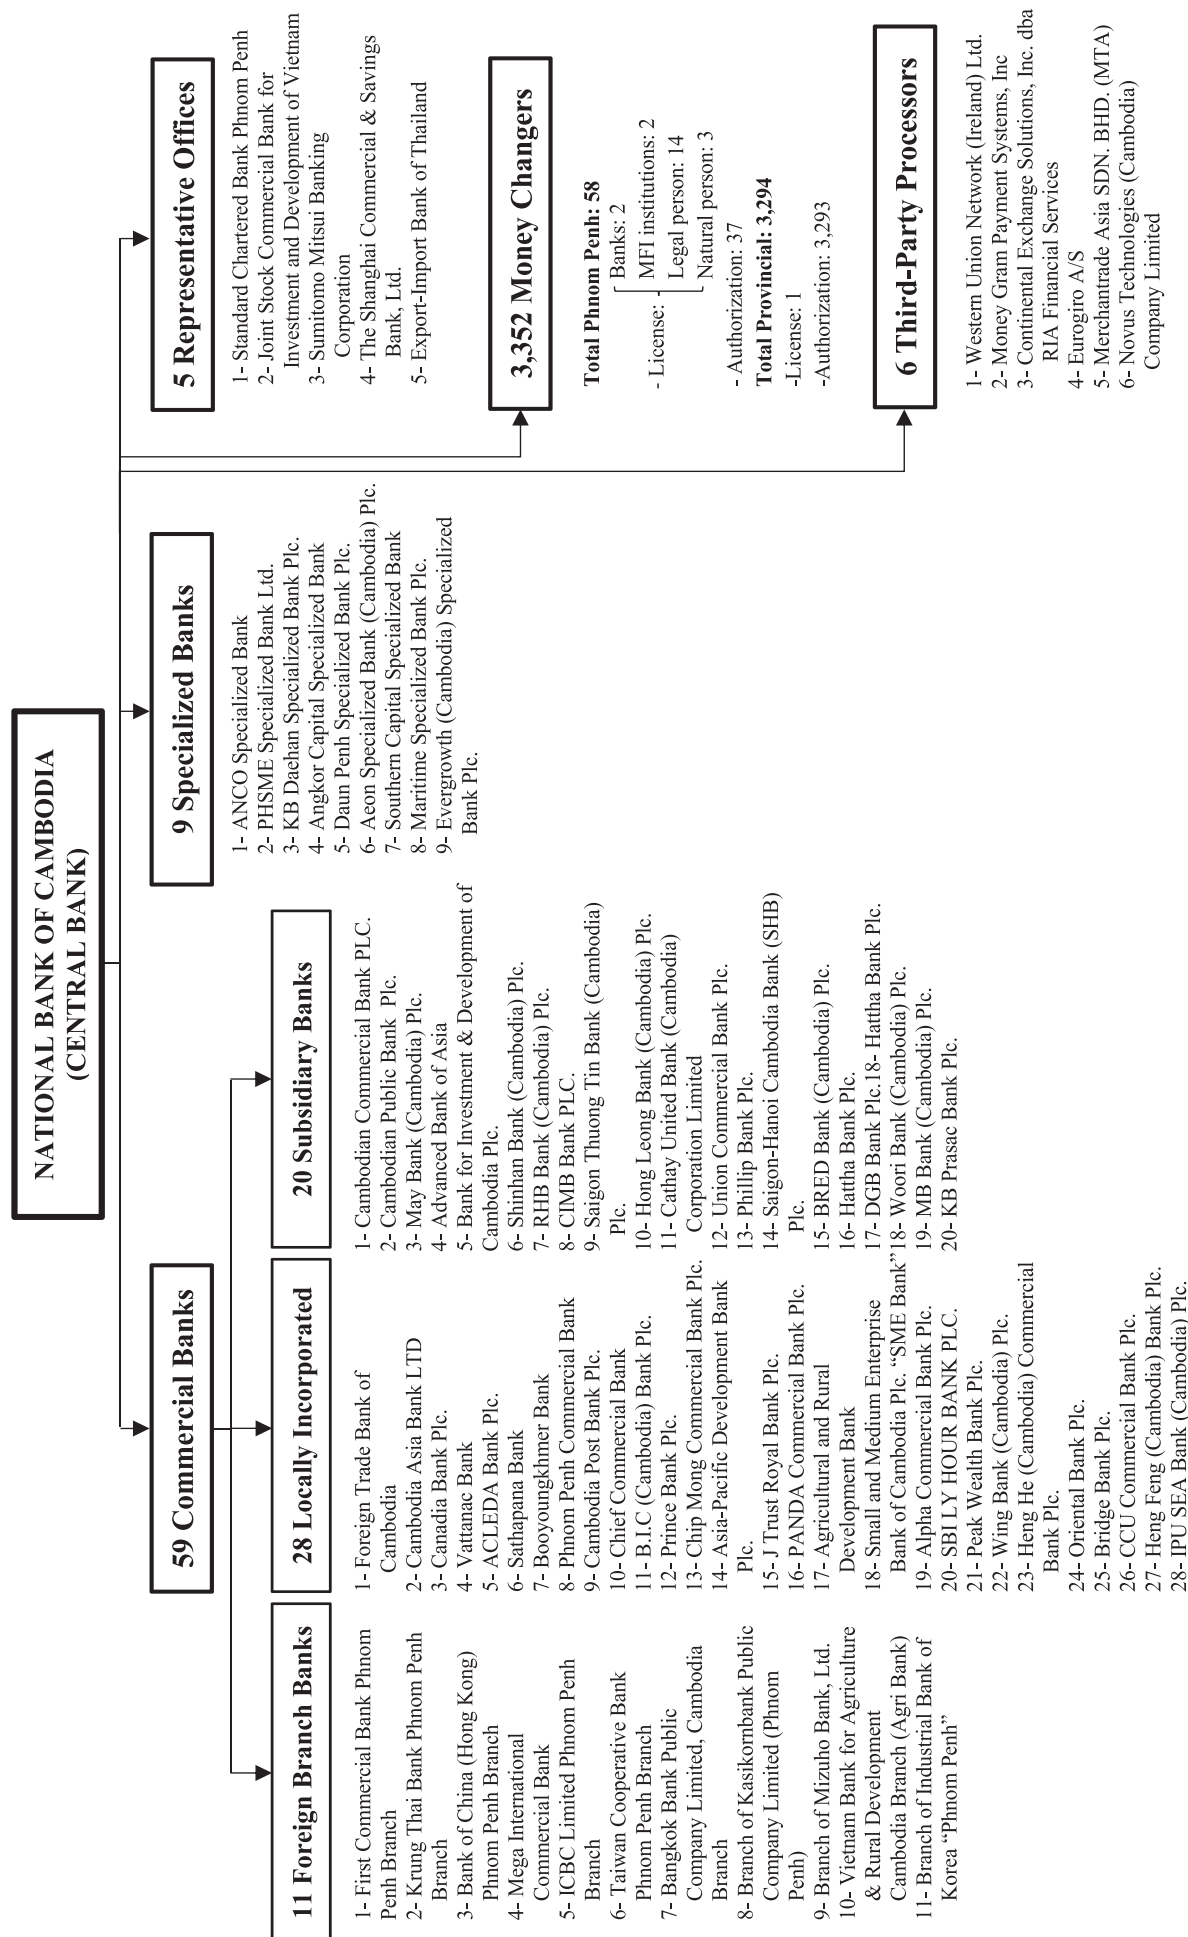 NATIONAL BANK OF CAMBODIA
(CENTRAL BANK)
59 Commercial Banks
11 Foreign Branch Banks
1- First Commercial Bank Phnom
Penh Branch
2- Krung Thai Bank Phnom Penh
Branch
3- Bank of China (Hong Kong)
Phnom Penh Branch
4- Mega International
Commercial Bank
5- ICBC Limited Phnom Penh
Branch
6- Taiwan Cooperative Bank
Phnom Penh Branch
7- Bangkok Bank Public
Company Limited, Cambodia
Branch
8- Branch of Kasikornbank Public
Company Limited (Phnom
Penh)
9- Branch of Mizuho Bank, Ltd.
10- Vietnam Bank for Agriculture
& Rural Development
Cambodia Branch (Agri Bank)
11- Branch of Industrial Bank of
Korea “Phnom Penh”
28 Locally Incorporated
1- Foreign Trade Bank of
Cambodia
2- Cambodia Asia Bank LTD
3- Canadia Bank Plc.
4- Vattanac Bank
5- ACLEDA Bank Plc.
6- Sathapana Bank
7- Booyoungkhmer Bank
8- Phnom Penh Commercial Bank
9- Cambodia Post Bank Plc.
10- Chief Commercial Bank
11- B.I.C (Cambodia) Bank Plc.
12- Prince Bank Plc.
13- Chip Mong Commercial Bank Plc.
14- Asia-Pacific Development Bank
Plc.
15- J Trust Royal Bank Plc.
16- PANDA Commercial Bank Plc.
17- Agricultural and Rural
Development Bank
18- Small and Medium Enterprise
Bank of Cambodia Plc. “SME Bank”
19- Alpha Commercial Bank Plc.
20- SBI LY HOUR BANK PLC.
21- Peak Wealth Bank Plc.
22- Wing Bank (Cambodia) Plc.
23- Heng He (Cambodia) Commercial
Bank Plc.
24- Oriental Bank Plc.
25- Bridge Bank Plc.
26- CCU Commercial Bank Plc.
27- Heng Feng (Cambodia) Bank Plc.
28- IPU SEA Bank (Cambodia) Plc.
20 Subsidiary Banks
1- Cambodian Commercial Bank PLC.
2- Cambodian Public Bank Plc.
3- May Bank (Cambodia) Plc.
4- Advanced Bank of Asia
5- Bank for Investment & Development of
Cambodia Plc.
6- Shinhan Bank (Cambodia) Plc.
7- RHB Bank (Cambodia) Plc.
8- CIMB Bank PLC.
9- Saigon Thuong Tin Bank (Cambodia)
Plc.
10- Hong Leong Bank (Cambodia) Plc.
11- Cathay United Bank (Cambodia)
Corporation Limited
12- Union Commercial Bank Plc.
13- Phillip Bank Plc.
14- Saigon-Hanoi Cambodia Bank (SHB)
Plc.
15- BRED Bank (Cambodia) Plc.
16- Hattha Bank Plc.
17- DGB Bank Plc.18- Hattha Bank Plc.
18- Woori Bank (Cambodia) Plc.
19- MB Bank (Cambodia) Plc.
20- KB Prasac Bank Plc.
9 Specialized Banks
1- ANCO Specialized Bank
2- PHSME Specialized Bank Ltd.
3- KB Daehan Specialized Bank Plc.
4- Angkor Capital Specialized Bank
5- Daun Penh Specialized Bank Plc.
6- Aeon Specialized Bank (Cambodia) Plc.
7- Southern Capital Specialized Bank
8- Maritime Specialized Bank Plc.
9- Evergrowth (Cambodia) Specialized
Bank Plc.
5 Representative Offices
1- Standard Chartered Bank Phnom Penh
2- Joint Stock Commercial Bank for
Investment and Development of Vietnam
3- Sumitomo Mitsui Banking
Corporation
4- The Shanghai Commercial & Savings
Bank, Ltd.
5- Export-Import Bank of Thailand
3,352 Money Changers
Total Phnom Penh: 58
- License: -
Banks: 2
MFI institutions: 2
Legal person: 14
Natural person: 3
- Authorization: 37
Total Provincial: 3,294
-License: 1
-Authorization: 3,293
6 Third-Party Processors
1- Western Union Network (Ireland) Ltd.
2- Money Gram Payment Systems, Inc
3- Continental Exchange Solutions, Inc. dba
RIA Financial Services
4- Eurogiro A/S
5- Merchantrade Asia SDN. BHD. (MTA)
6- Novus Technologies (Cambodia)
Company Limited